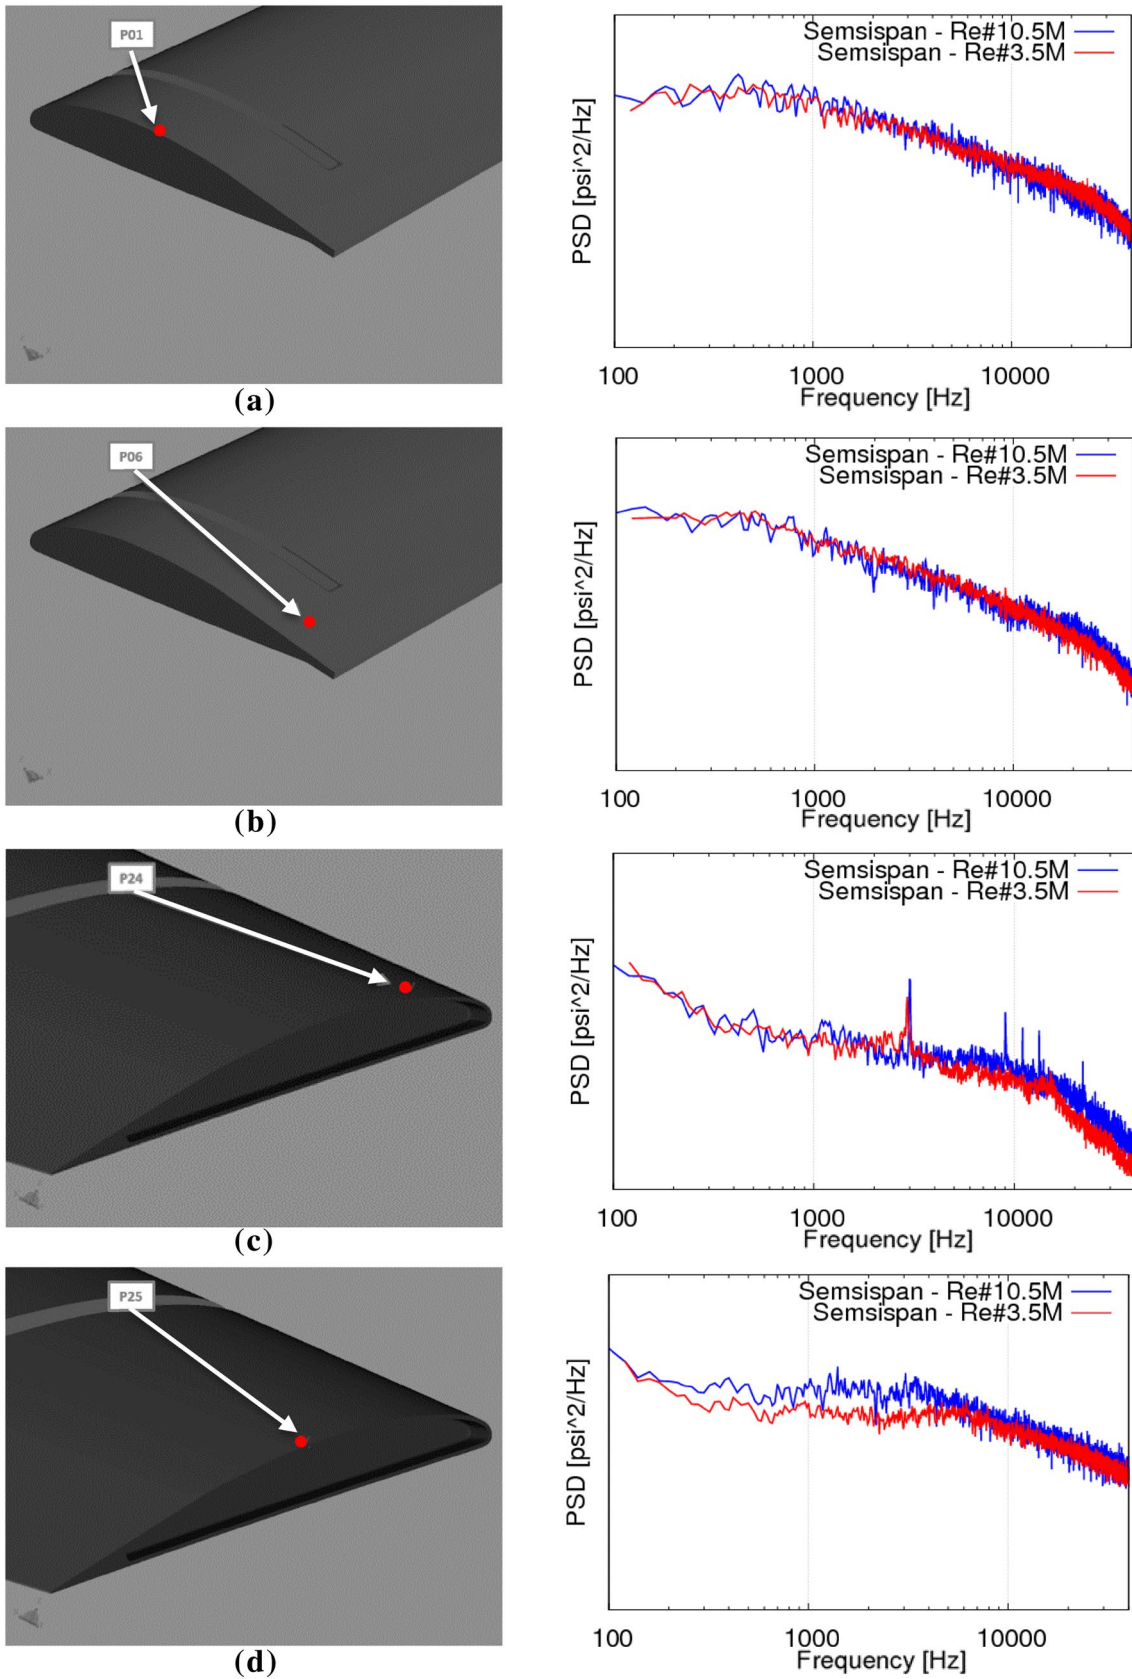 P01
Semsispan - Re#10.5M
Semsispan - Re#3.5M
PSD [psi^2/Hz]
100 1000 10000
Frequency [Hz]
(a)
P06
Semsispan - Re#10.5M
Semsispan - Re#3.5M
PSD [psi^2/Hz]
100 1000 10000
Frequency [Hz]
(b)
P24
Semsispan - Re#10.5M
Semsispan - Re#3.5M
PSD [psi^2/Hz]
100 1000 10000
Frequency [Hz]
(c)
P25
Semsispan - Re#10.5M
Semsispan - Re#3.5M
PSD [psi^2/Hz]
100 1000 10000
Frequency [Hz]
(d)